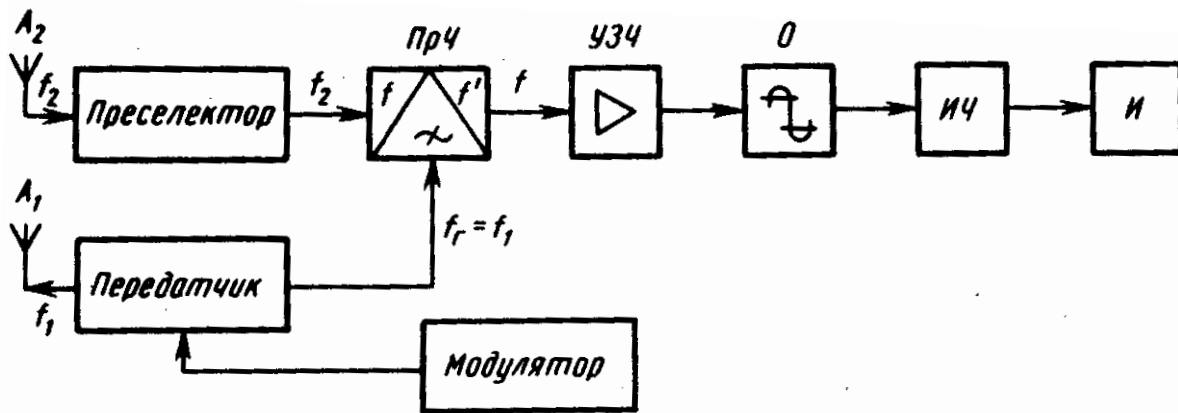 A₂
ПрЧ
УЗЧ
О
f₂
Преселектор
f₂
f
f'
f
ИЧ
И
A₁
fг = f₁
Передатчик
f₁
Модулятор